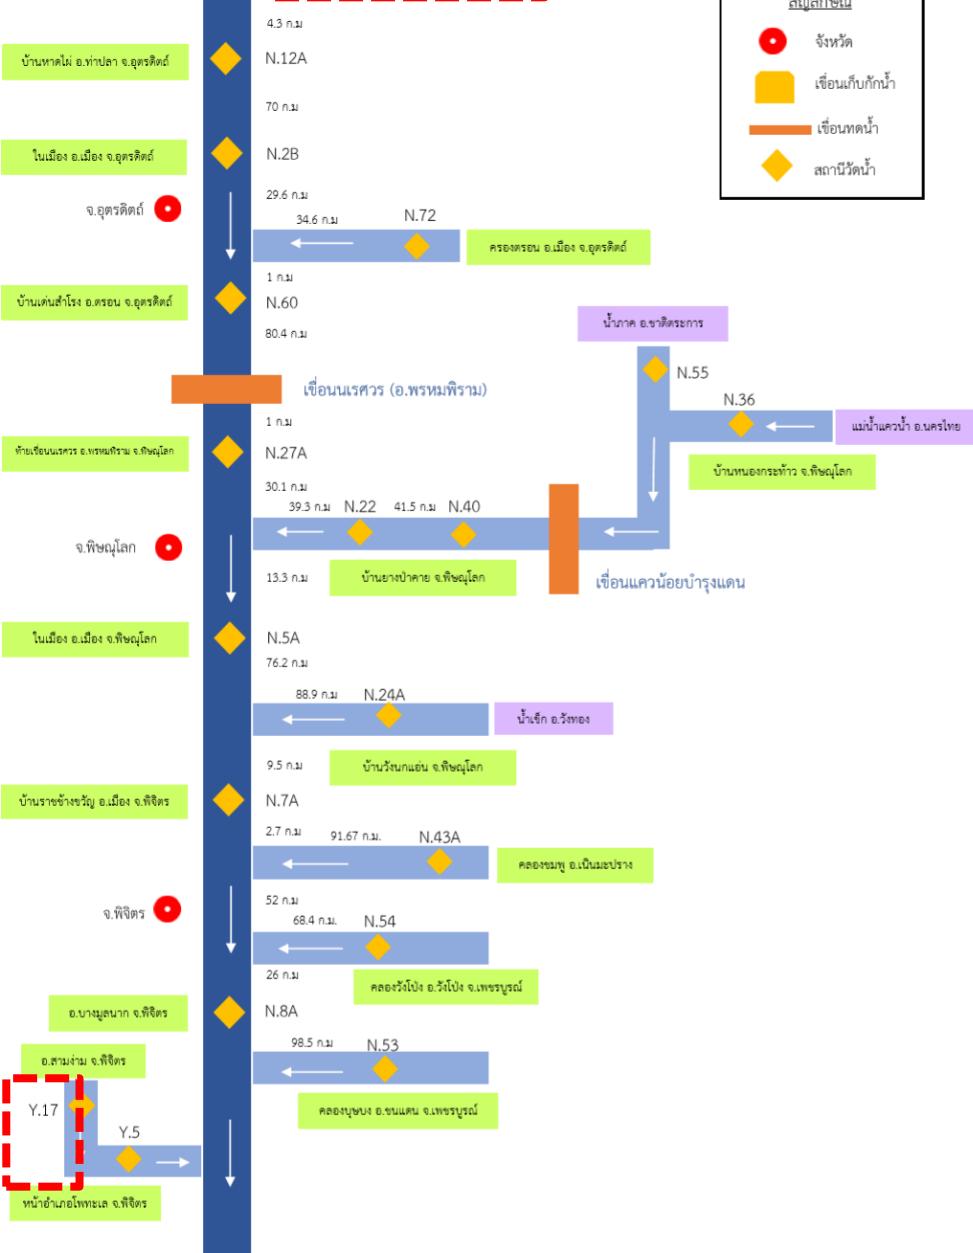 สัญลักษณ์
จังหวัด
เขื่อนเก็บกักน้ำ
เขื่อนทดน้ำ
สถานีวัดน้ำ
4.3 ก.ม
บ้านหาดไผ่ อ.ท่าปลา จ.อุตรดิตถ์
N.12A
70 ก.ม
ในเมือง อ.เมือง จ.อุตรดิตถ์
N.2B
29.6 ก.ม
จ.อุตรดิตถ์
34.6 ก.ม
N.72
คลองตรอน อ.เมือง จ.อุตรดิตถ์
1 ก.ม
บ้านเด่นสำโรง อ.ตรอน จ.อุตรดิตถ์
N.60
80.4 ก.ม
น้ำภาค อ.ชาติตระการ
N.55
เขื่อนนเรศวร (อ.พรหมพิราม)
N.36
แม่น้ำแควน้ำ อ.นครไทย
1 ก.ม
ท้ายเขื่อนนเรศวร อ.พรหมพิราม จ.พิษณุโลก
N.27A
บ้านหนองกระท้าว จ.พิษณุโลก
30.1 ก.ม
39.3 ก.ม
N.22
41.5 ก.ม
N.40
จ.พิษณุโลก
13.3 ก.ม
บ้านยางป่าคาย จ.พิษณุโลก
เขื่อนแควน้อยบำรุงแดน
ในเมือง อ.เมือง จ.พิษณุโลก
N.5A
76.2 ก.ม
88.9 ก.ม
N.24A
น้ำเข็ก อ.วังทอง
9.5 ก.ม
บ้านวังนกแอ่น จ.พิษณุโลก
บ้านราชช้างขวัญ อ.เมือง จ.พิจิตร
N.7A
2.7 ก.ม
91.67 ก.ม.
N.43A
คลองชมพู อ.เนินมะปราง
52 ก.ม
จ.พิจิตร
68.4 ก.ม.
N.54
26 ก.ม
คลองวังโป่ง อ.วังโป่ง จ.เพชรบูรณ์
อ.บางมูลนาก จ.พิจิตร
N.8A
98.5 ก.ม
N.53
อ.สามง่าม จ.พิจิตร
คลองบุษบง อ.ชนแดน จ.เพชรบูรณ์
Y.17
Y.5
หน้าอำเภอโพทะเล จ.พิจิตร